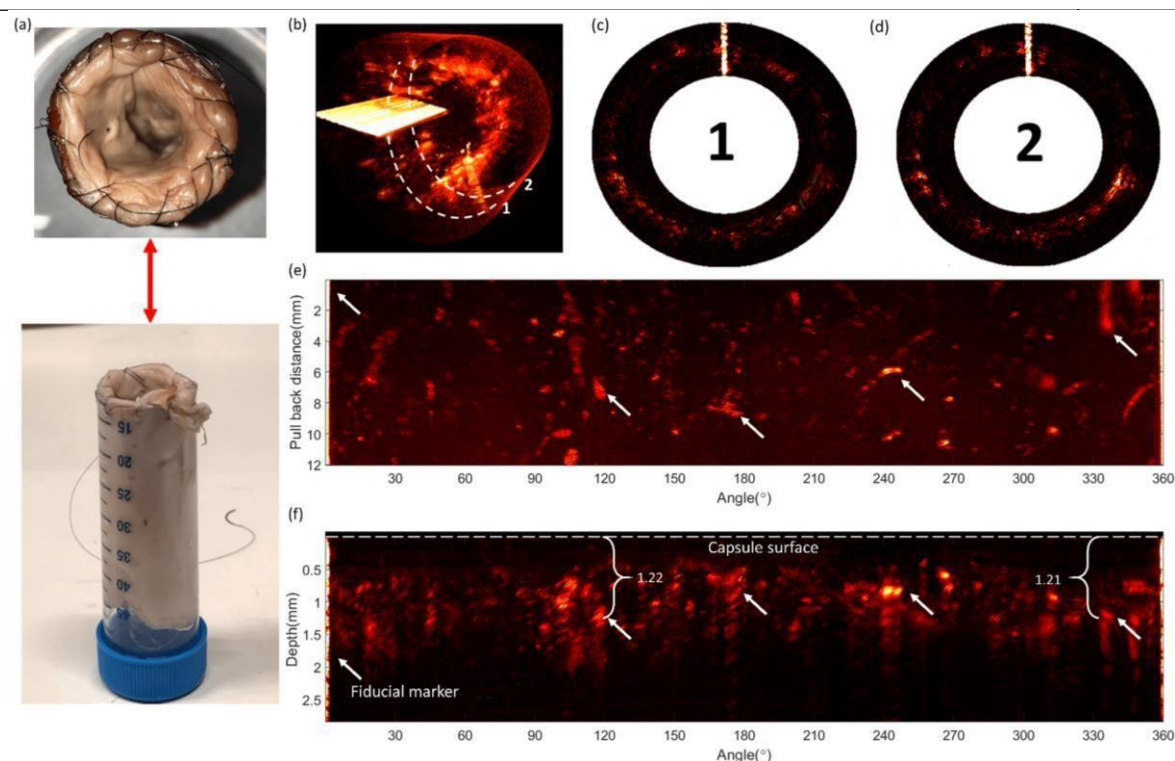 (a)
(b)
(c)
(d)
1
2
1
2
(e)
Pull back distance(mm)
2
4
6
8
10
12
30 60 90 120 150 180 210 240 270 300 330 360
Angle(°)
15
20
25
30
35
40
45
(f)
Capsule surface
1.22
1.21
Depth(mm)
0.5
1
1.5
2
2.5
Fiducial marker
30 60 90 120 150 180 210 240 270 300 330 360
Angle(°)